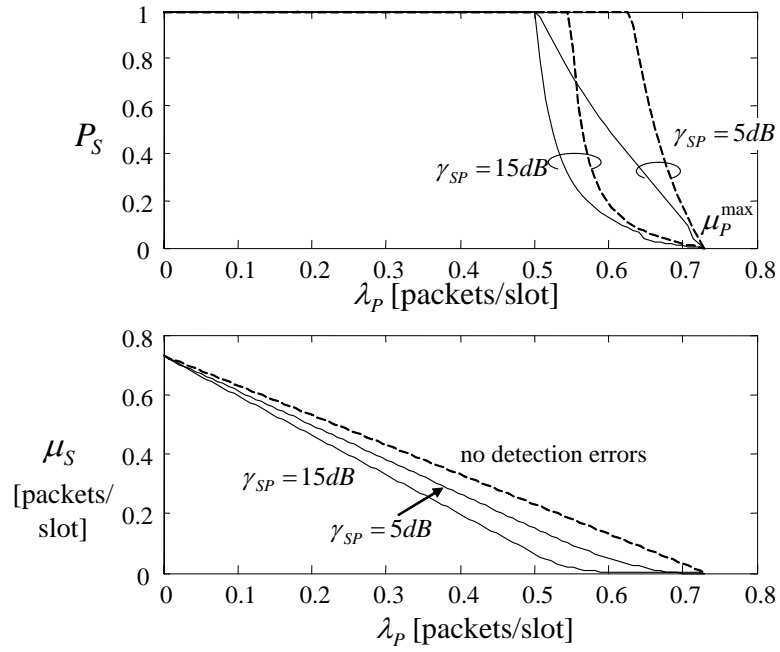 1
0.8
0.6
P_S
0.4
0.2
0
γ_SP = 15dB
γ_SP = 5dB
μ_P^max
0 0.1 0.2 0.3 0.4 0.5 0.6 0.7 0.8
λ_P [packets/slot]
0.8
0.6
μ_S
0.4
[packets/
slot]
0.2
0
no detection errors
γ_SP = 15dB
γ_SP = 5dB
0 0.1 0.2 0.3 0.4 0.5 0.6 0.7 0.8
λ_P [packets/slot]